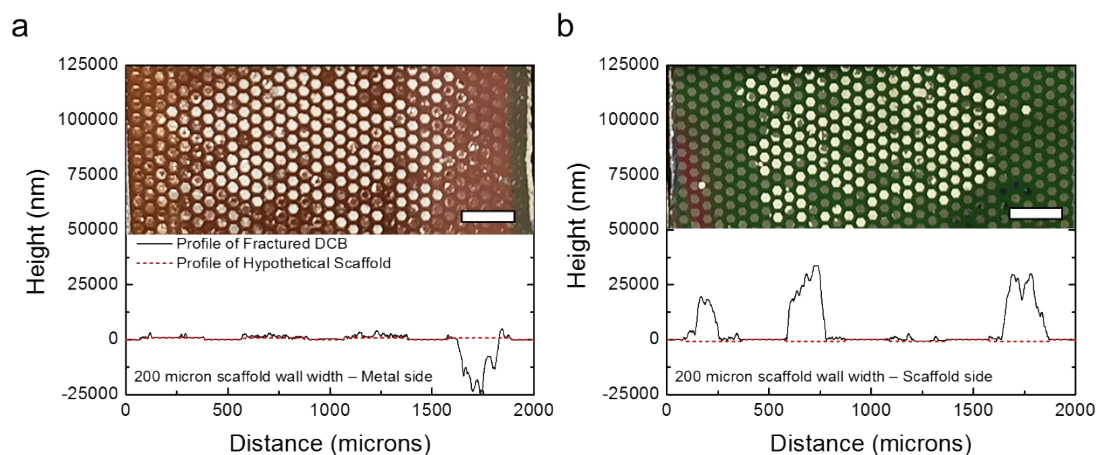 a
125000
100000
75000
50000
25000
0
-25000
Height (nm)
Profile of Fractured DCB
Profile of Hypothetical Scaffold
200 micron scaffold wall width – Metal side
0
500
1000
1500
2000
Distance (microns)
b
125000
100000
75000
50000
25000
0
-25000
Height (nm)
200 micron scaffold wall width – Scaffold side
0
500
1000
1500
2000
Distance (microns)